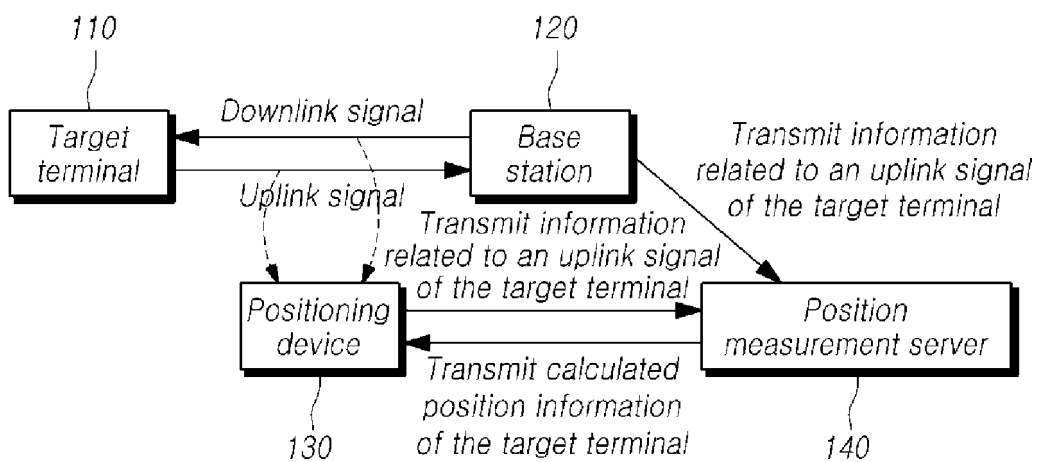 110
120
Downlink signal
Target
terminal
Base
station
Transmit information
related to an uplink signal
of the target terminal
Uplink signal
Transmit information
related to an uplink signal
of the target terminal
Positioning
device
Position
measurement server
Transmit calculated
position information
of the target terminal
130
140